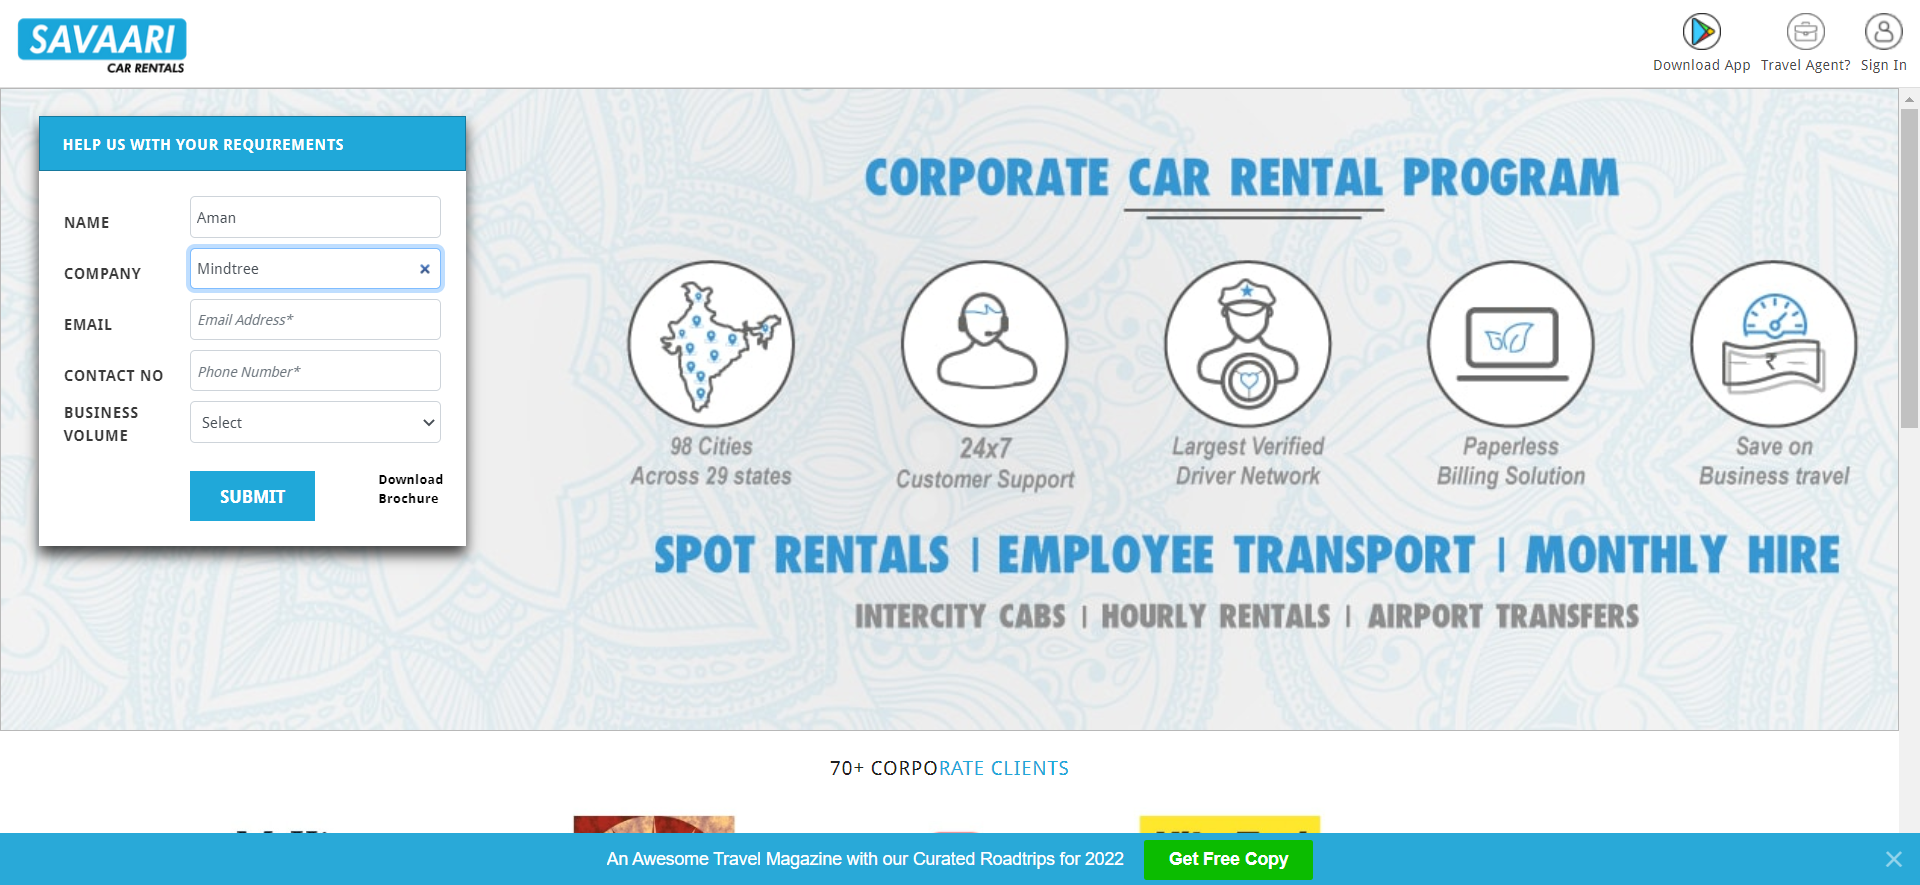 SAVAARI
CAR RENTALS
Download App
Travel Agent?
Sign In
HELP US WITH YOUR REQUIREMENTS
NAME
Aman
COMPANY
Mindtree
EMAIL
Email Address*
CONTACT NO
Phone Number*
BUSINESS
VOLUME
Select
SUBMIT
Download
Brochure
CORPORATE CAR RENTAL PROGRAM
98 Cities
Across 29 states
24x7
Customer Support
Largest Verified
Driver Network
Paperless
Billing Solution
₹
Save on
Business travel
SPOT RENTALS | EMPLOYEE TRANSPORT | MONTHLY HIRE
INTERCITY CABS | HOURLY RENTALS | AIRPORT TRANSFERS
70+ CORPORATE CLIENTS
An Awesome Travel Magazine with our Curated Roadtrips for 2022
Get Free Copy